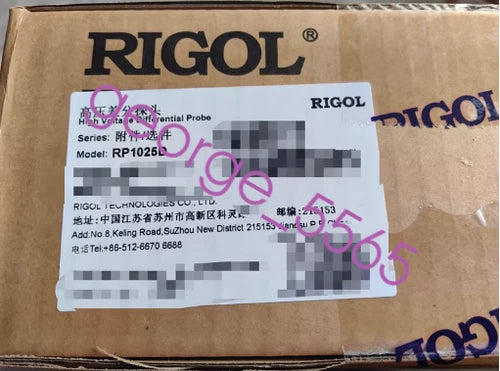 RIGOL®
高压差分探头
High Voltage Differential Probe
RIGOL
Series: 附件/选件
Model: RP1025D
RIGOL TECHNOLOGIES CO., LTD.
地址: 中国江苏省苏州市高新区科灵路 邮编: 215153
Add:No.8,Keling Road,SuZhou New District 215153 Jiangsu P.R.
电话Tel:+86-512-6670 6688
george_5565
RIGOL
RIGOL